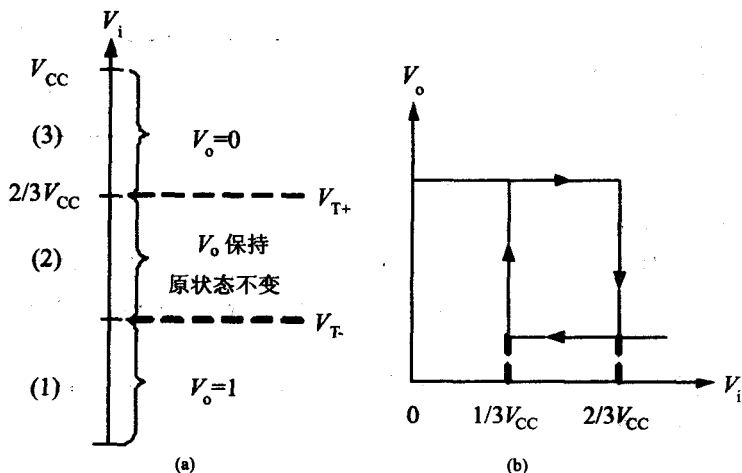 V_i
V_CC
(3)
V_o=0
2/3V_CC
V_T+
(2)
V_o 保持
原状态不变
V_T-
(1)
V_o=1
(a)
V_o
V_i
0
1/3V_CC
2/3V_CC
(b)